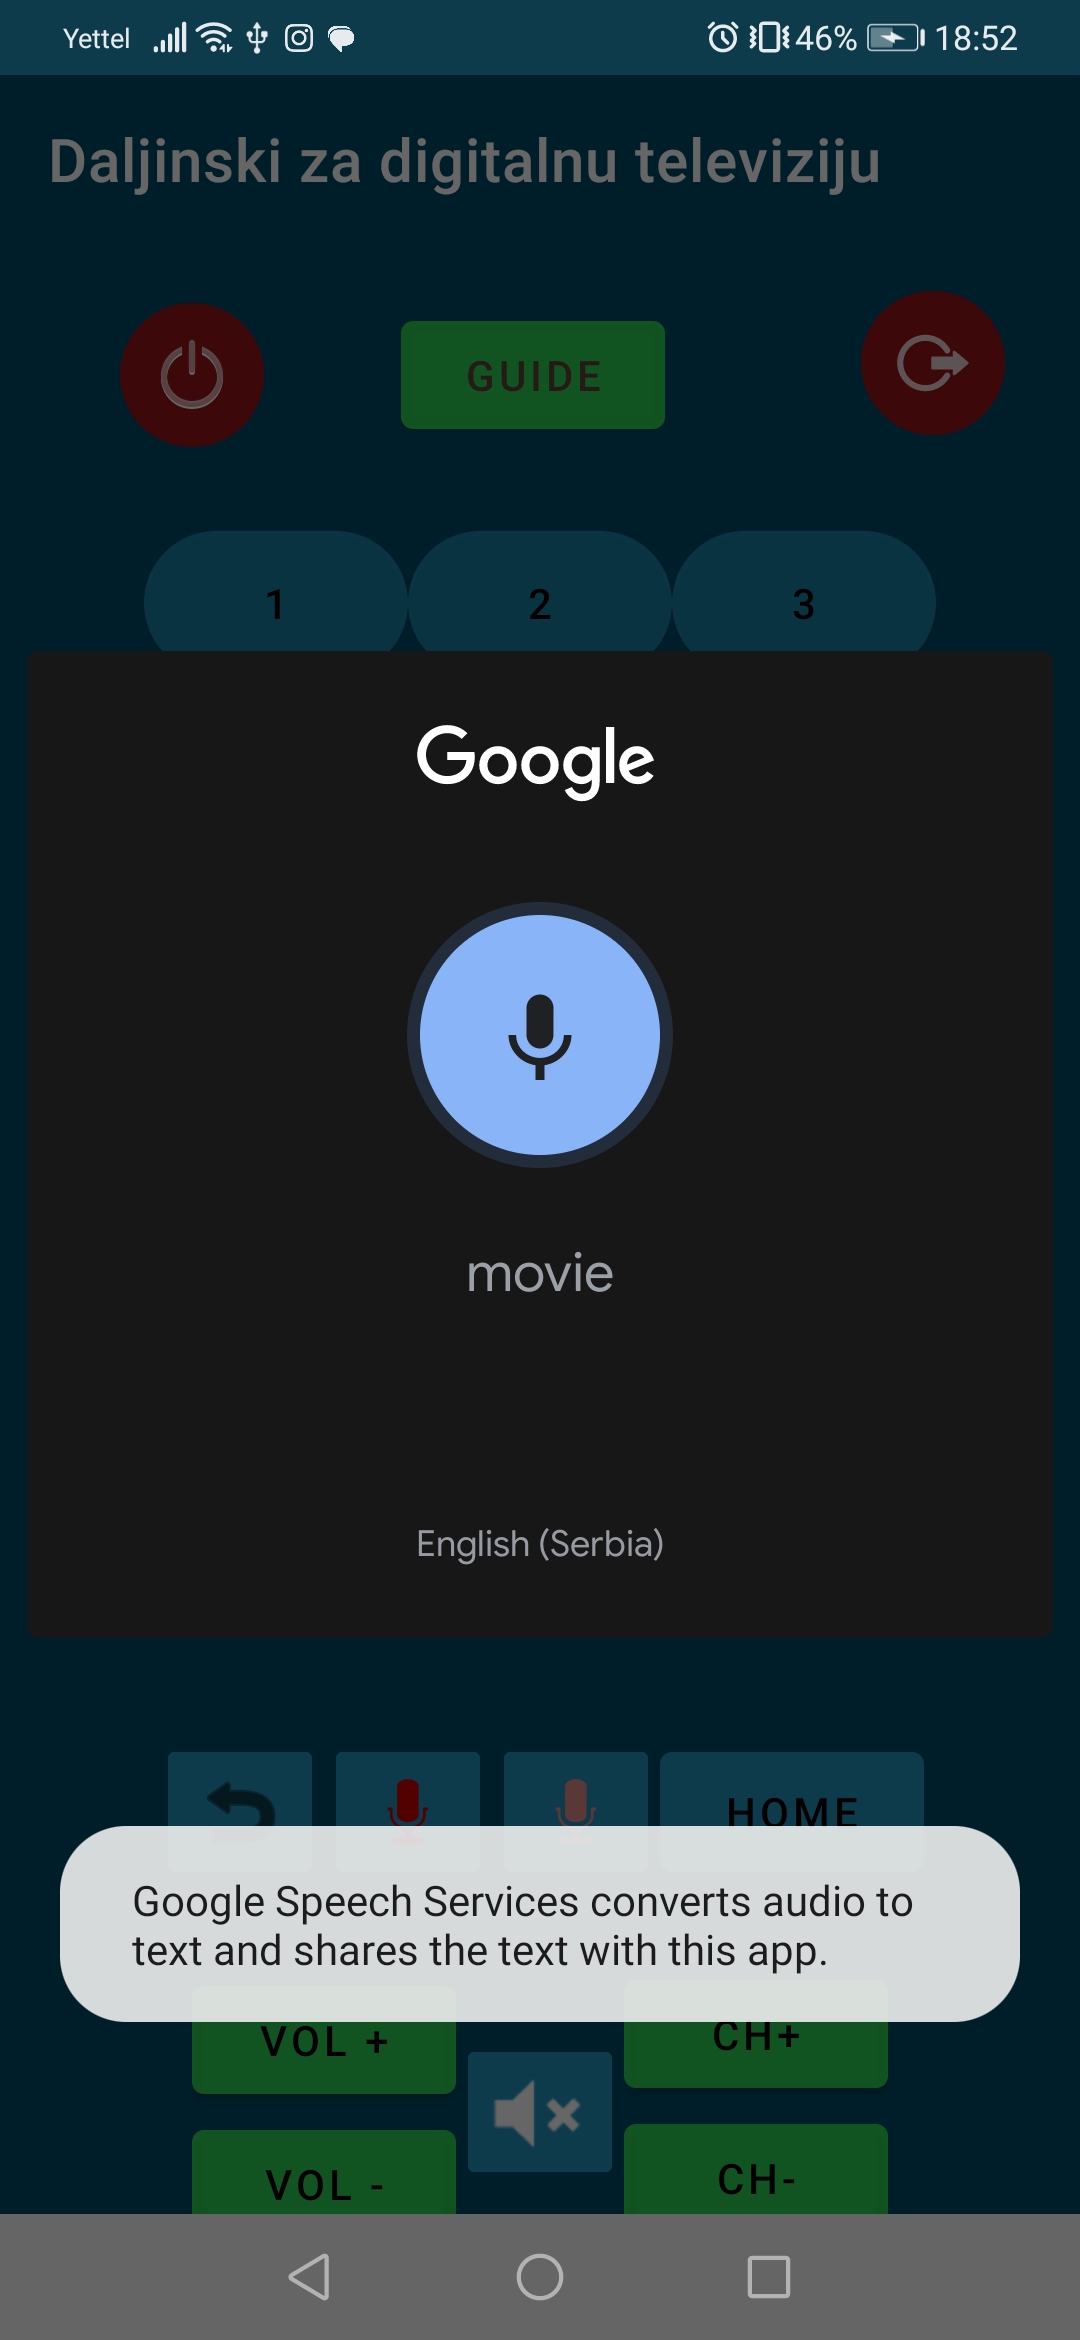 Yettel 46% 18:52
Daljinski za digitalnu televiziju
GUIDE
1 2 3
Google
movie
English (Serbia)
HOME
Google Speech Services converts audio to
text and shares the text with this app.
VOL + CH+
VOL - CH-